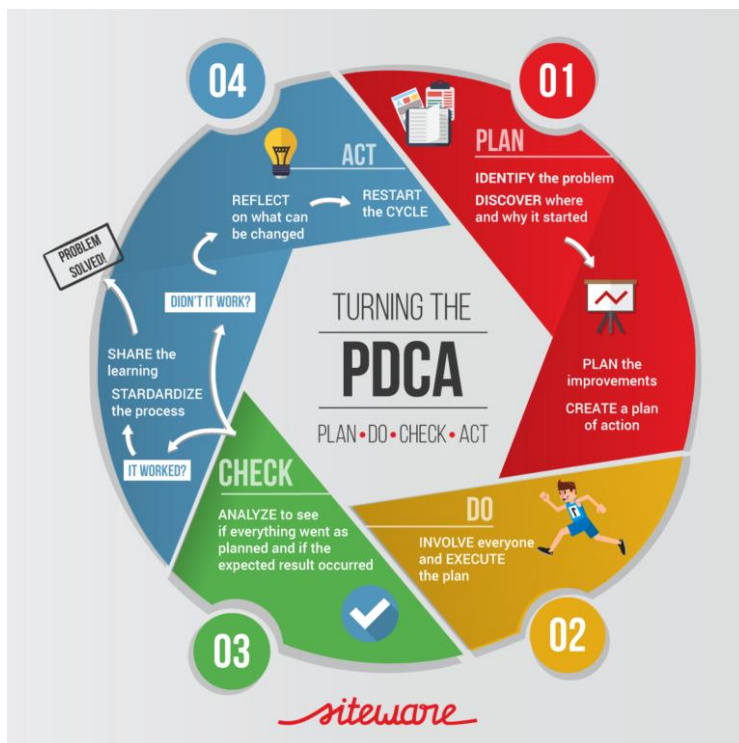 01
PLAN
IDENTIFY the problem
DISCOVER where
and why it started
PLAN the
improvements
CREATE a plan
of action
02
DO
INVOLVE everyone
and EXECUTE
the plan
03
CHECK
ANALYZE to see
if everything went as
planned and if the
expected result occurred
04
ACT
IT WORKED?
STARDARDIZE
the process
SHARE the
learning
PROBLEM
SOLVED!
DIDN'T IT WORK?
REFLECT
on what can
be changed
RESTART
the CYCLE
TURNING THE
PDCA
PLAN•DO•CHECK•ACT
siteware